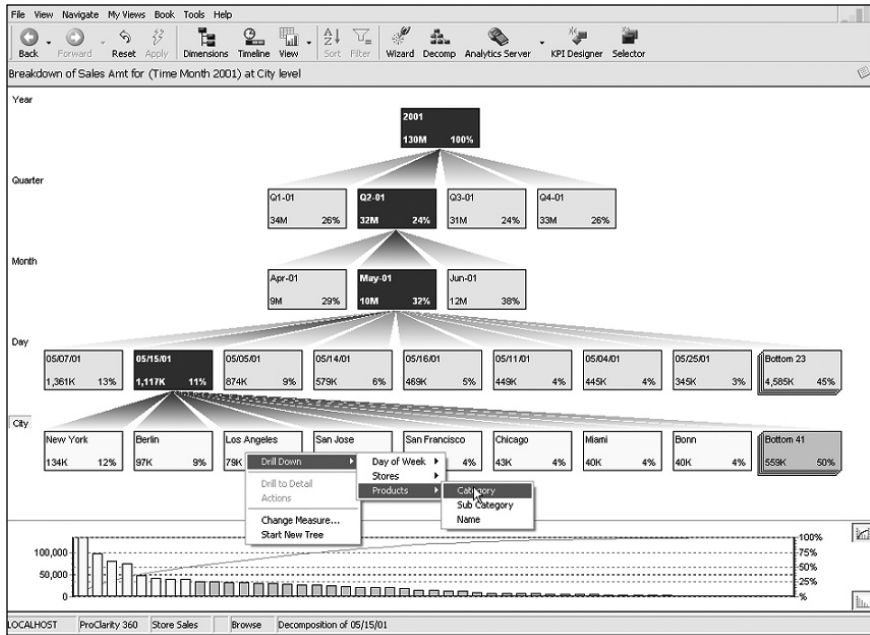 File View Navigate My Views Book Tools Help
Back Forward Reset Apply Dimensions Timeline View Sort Filter Wizard Decomp Analytics Server KPI Designer Selector
Breakdown of Sales Amt for (Time Month 2001) at City level
Year
2001
130M 100%
Quarter
Q1-01 Q2-01 Q3-01 Q4-01
34M 26% 32M 24% 31M 24% 33M 26%
Month
Apr-01 May-01 Jun-01
9M 29% 10M 32% 12M 38%
Day
05/07/01 05/15/01 05/05/01 05/14/01 05/16/01 05/11/01 05/04/01 05/25/01 Bottom 23
1,361K 13% 1,117K 11% 874K 9% 579K 6% 469K 5% 449K 4% 445K 4% 345K 3% 4,585K 45%
City
New York Berlin Los Angeles San Jose San Francisco Chicago Miami Bonn Bottom 41
134K 12% 97K 9% 79K 4% 43K 4% 40K 4% 40K 4% 559K 50%
Drill Down Day of Week
Stores
Drill to Detail Products Category
Actions Sub Category
Change Measure... Name
Start New Tree
100%
100,000 75%
50,000 50%
25%
0 %
LOCALHOST ProClarity 360 Store Sales Browse Decomposition of 05/15/01